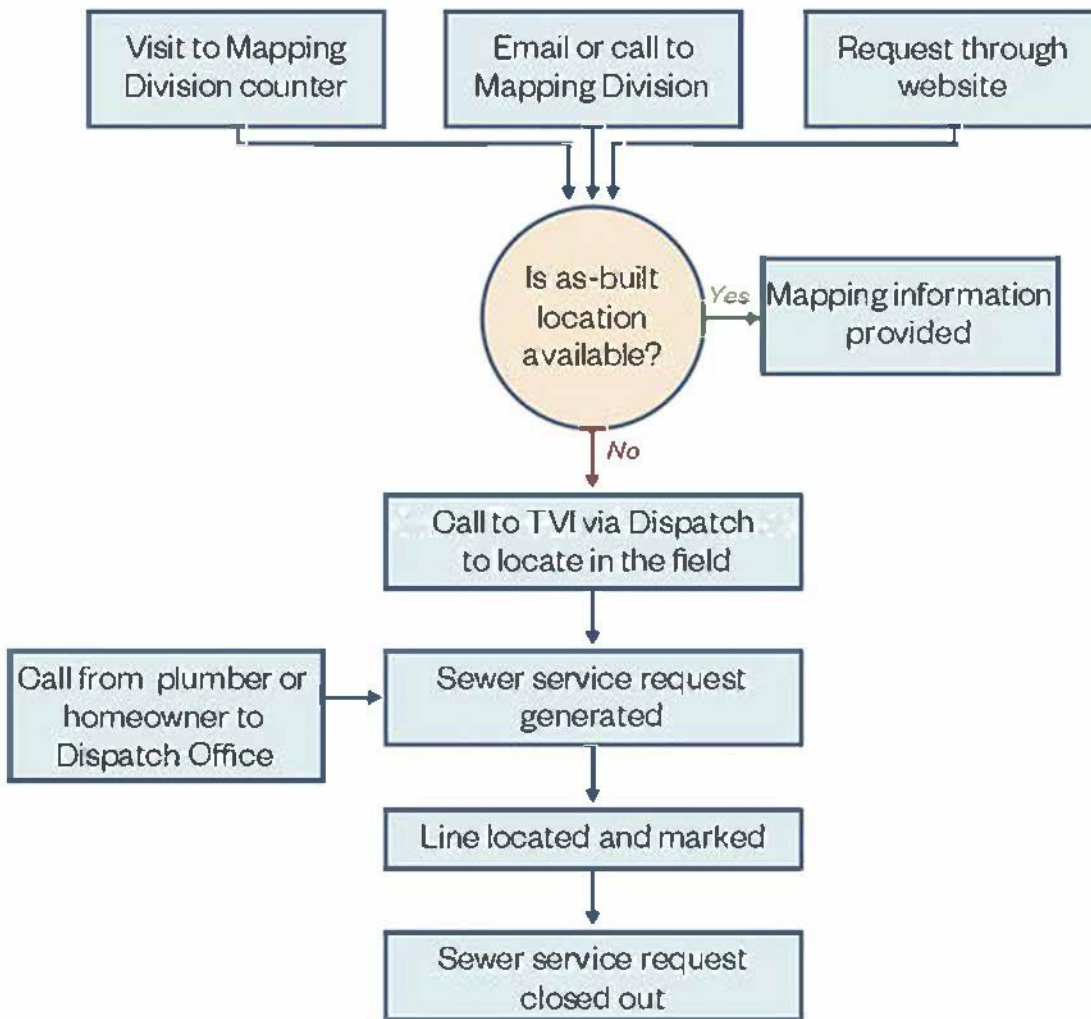 Visit to Mapping
Division counter
Email or call to
Mapping Division
Request through
website
Is as-built
location
available?
Yes
Mapping information
provided
No
Call to TVI via Dispatch
to locate in the field
Call from plumber or
homeowner to
Dispatch Office
Sewer service request
generated
Line located and marked
Sewer service request
closed out